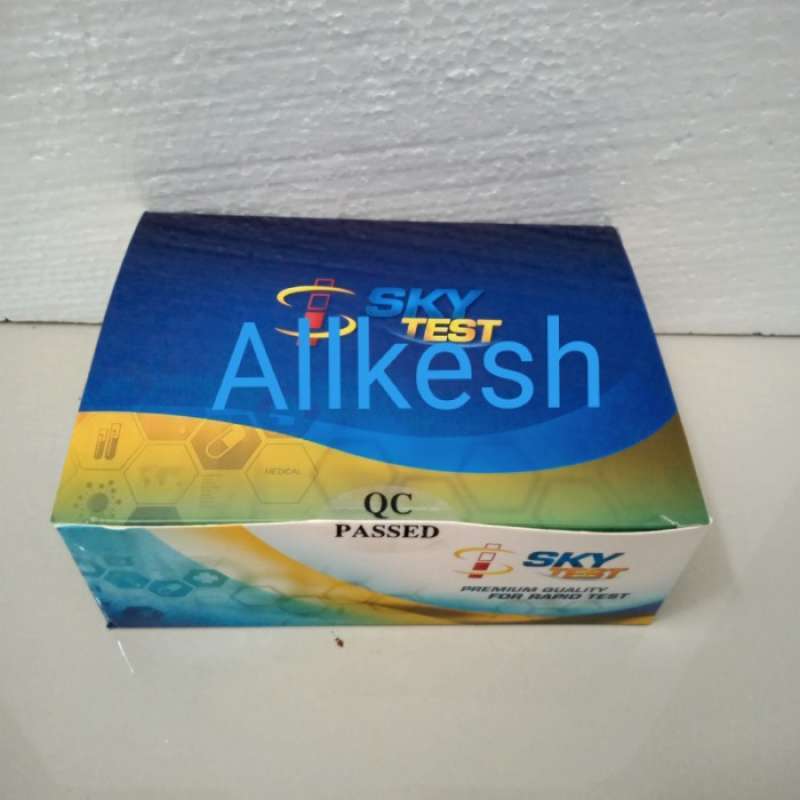 SKY
TEST
Allkesh
MEDICAL
QC
PASSED
SKY
TEST
PREMIUM QUALITY
FOR RAPID TEST